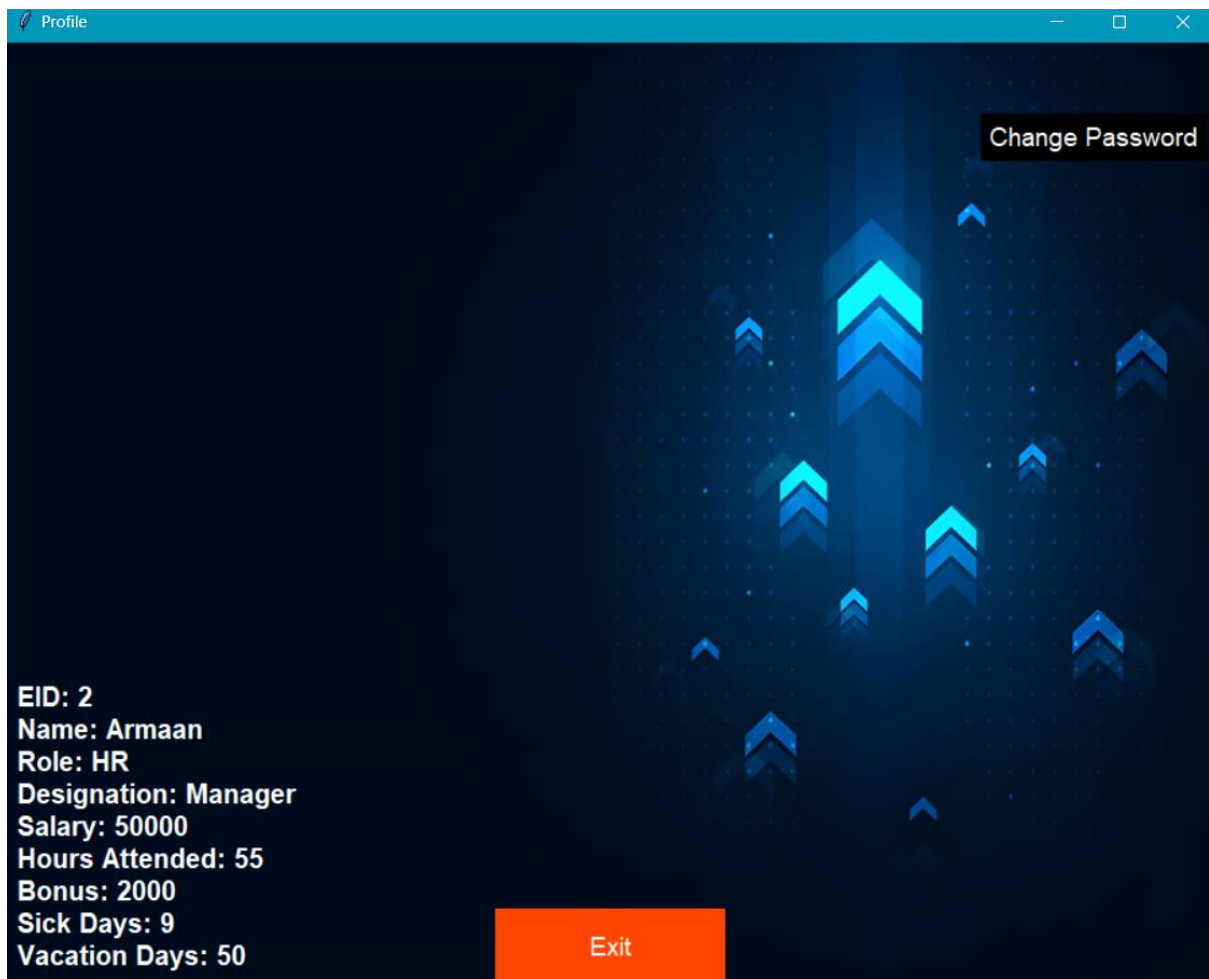 Profile
Change Password
EID: 2
Name: Armaan
Role: HR
Designation: Manager
Salary: 50000
Hours Attended: 55
Bonus: 2000
Sick Days: 9
Vacation Days: 50
Exit